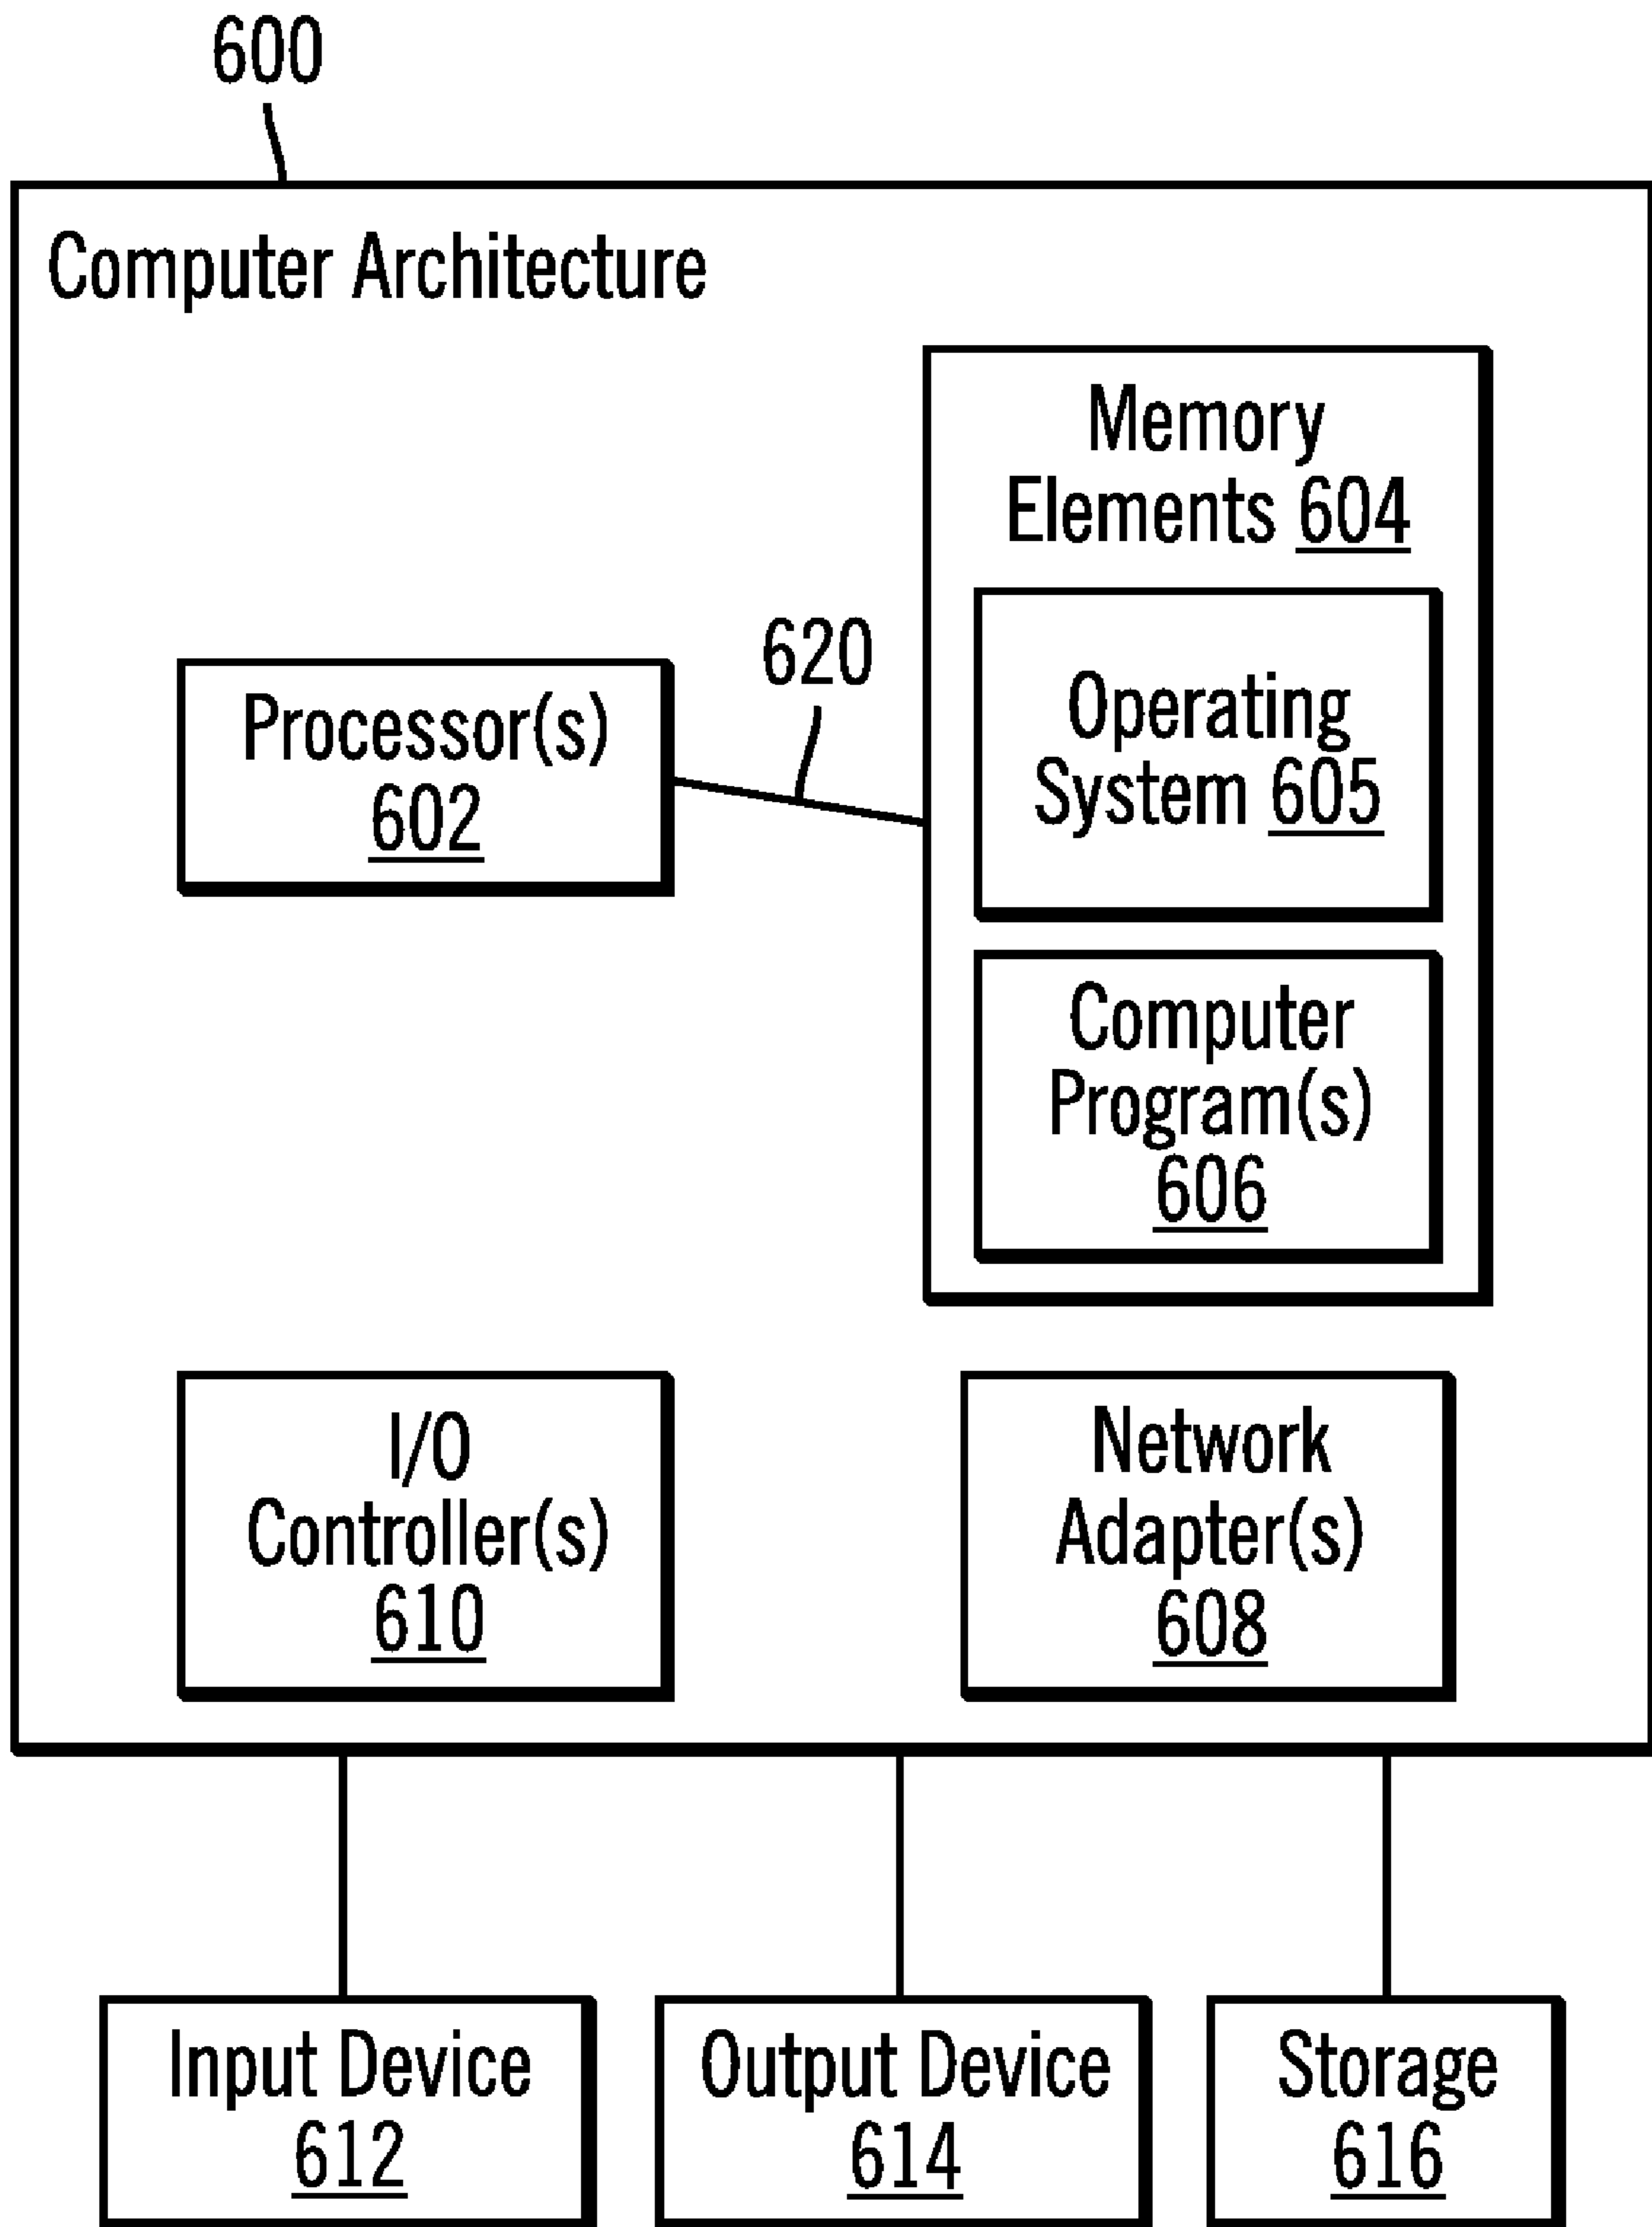 600
Computer Architecture
Memory
Elements 604
620
Processor(s)
602
Operating
System 605
Computer
Program(s)
606
I/O
Controller(s)
610
Network
Adapter(s)
608
Input Device
612
Output Device
614
Storage
616